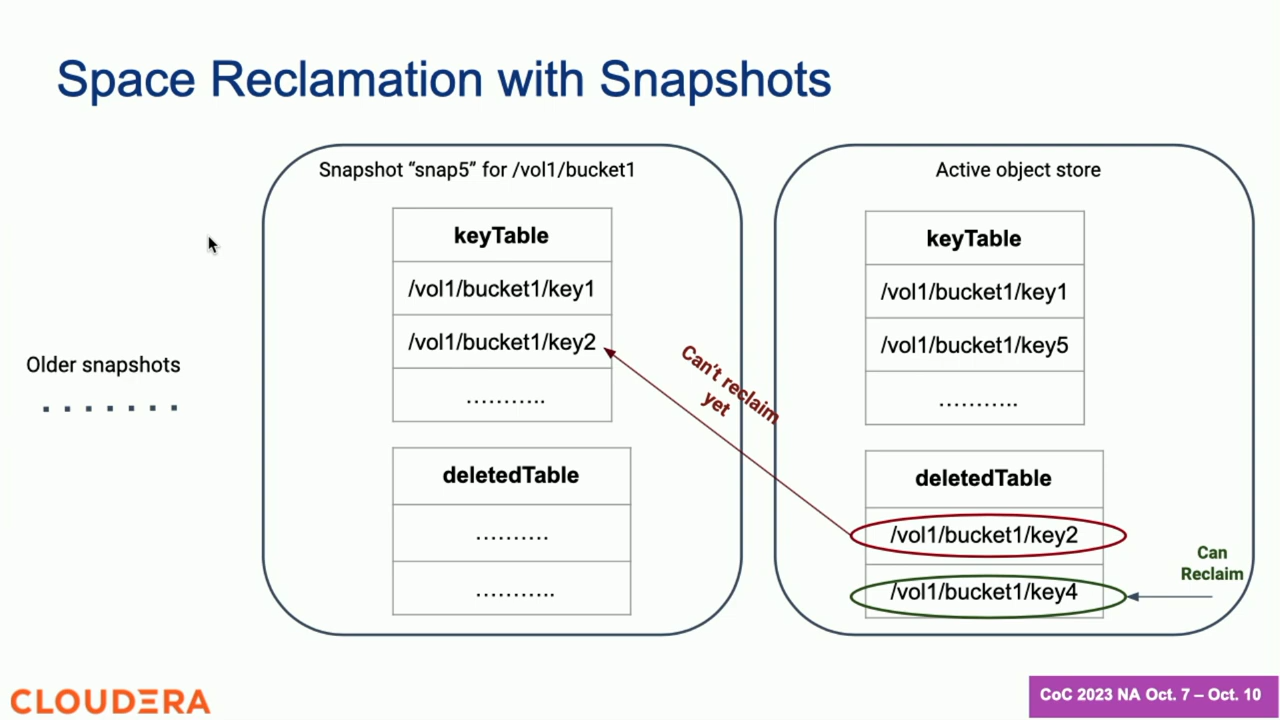 Space Reclamation with Snapshots
Older snapshots
.......
Snapshot “snap5” for /vol1/bucket1
keyTable
/vol1/bucket1/key1
/vol1/bucket1/key2
...........
deletedTable
..........
...........
Can't reclaim
yet
Active object store
keyTable
/vol1/bucket1/key1
/vol1/bucket1/key5
...........
deletedTable
/vol1/bucket1/key2
/vol1/bucket1/key4
Can
Reclaim
CLOUDERA
CoC 2023 NA Oct. 7 – Oct. 10